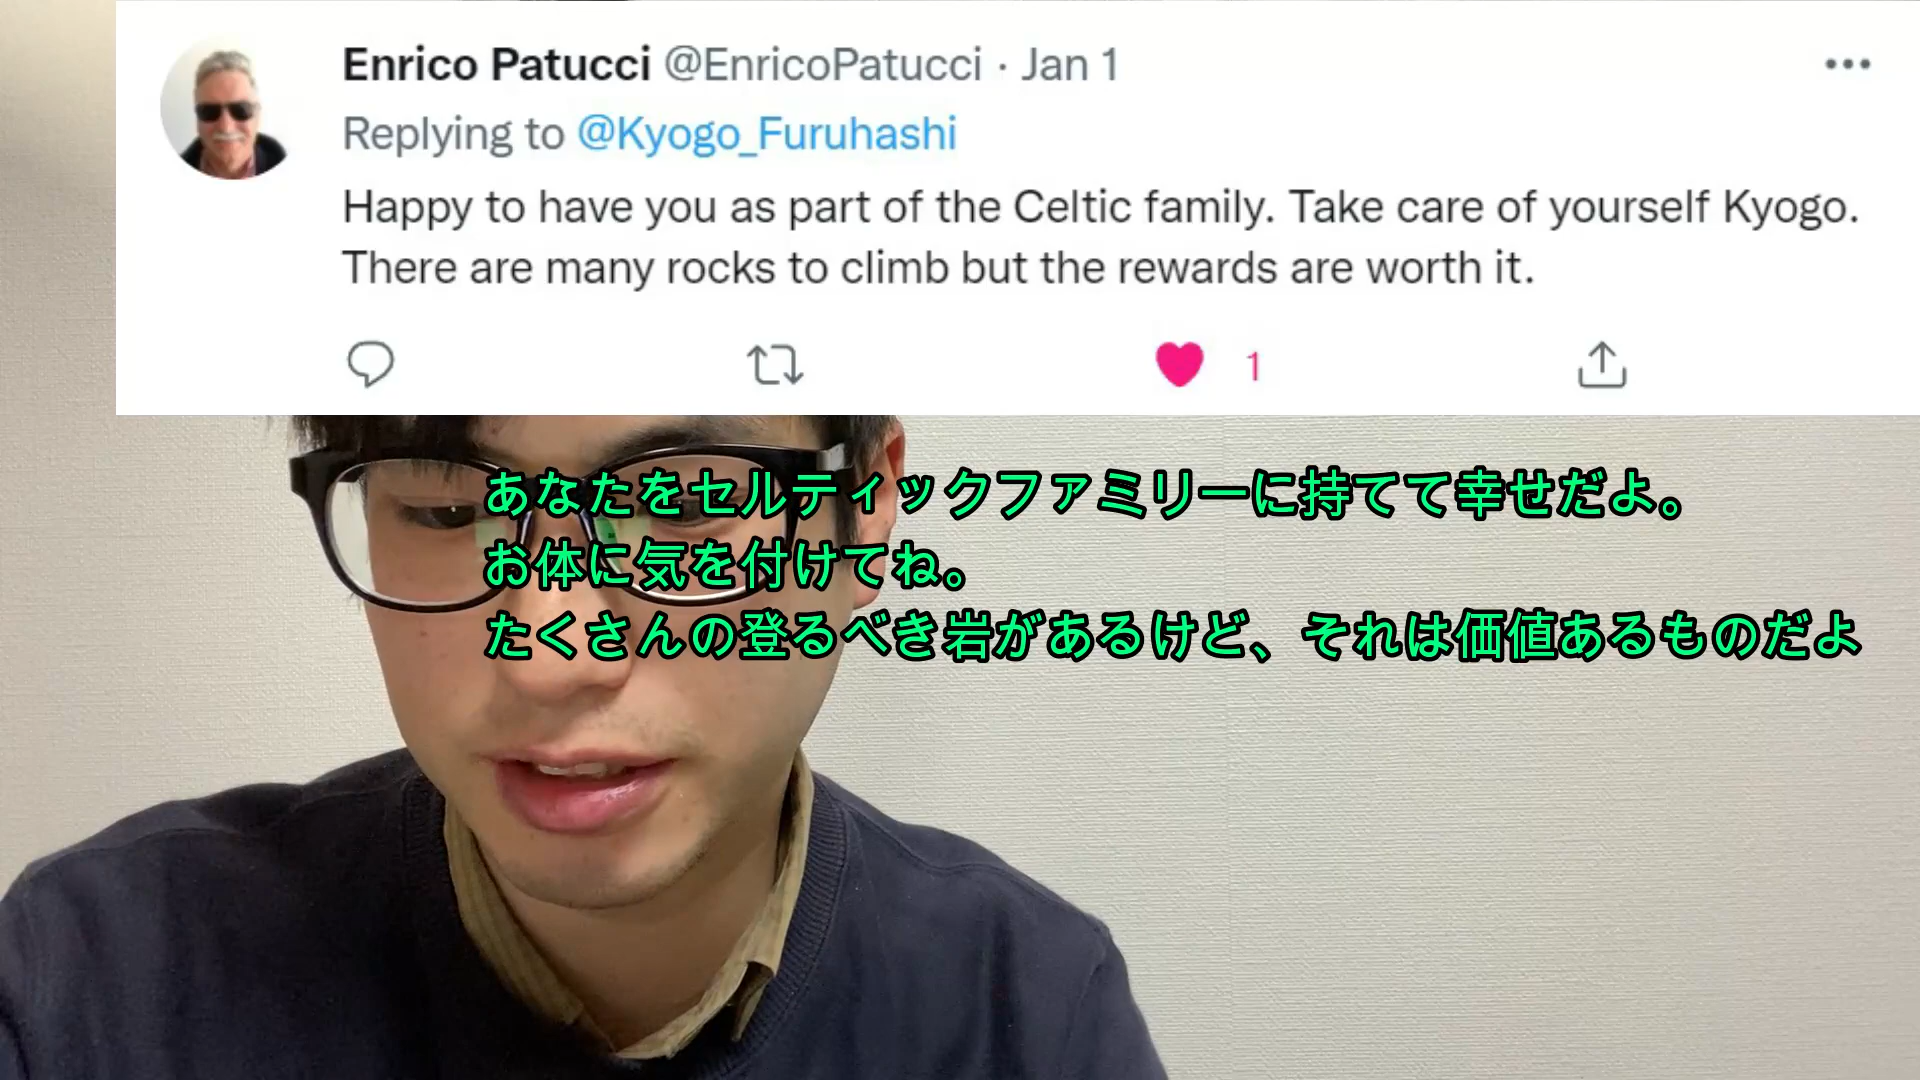 Enrico Patucci @EnricoPatucci · Jan 1
Replying to @Kyogo_Furuhashi
Happy to have you as part of the Celtic family. Take care of yourself Kyogo.
There are many rocks to climb but the rewards are worth it.
1
あなたをセルティックファミリーに持てて幸せだよ。
お体に気を付けてね。
たくさんの登るべき岩があるけど、それは価値あるものだよ